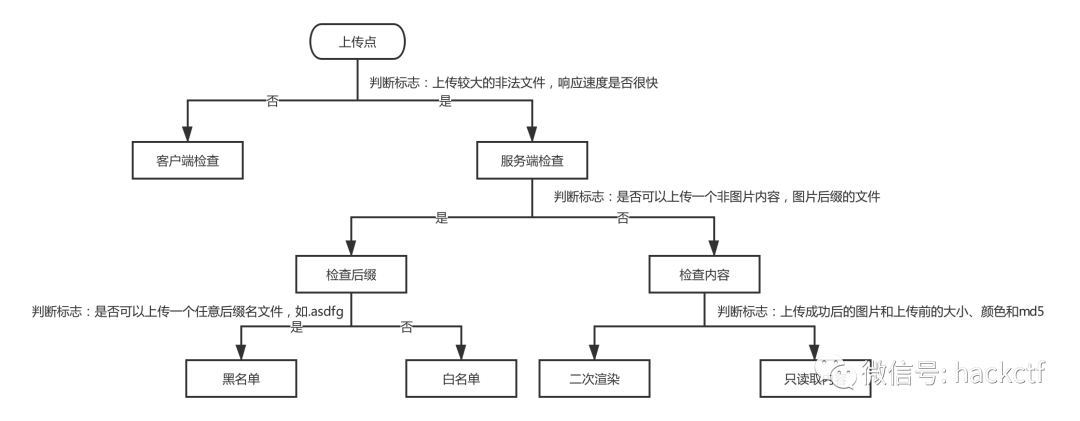 上传点
判断标志：上传较大的非法文件，响应速度是否很快
否
是
客户端检查
服务端检查
判断标志：是否可以上传一个非图片内容，图片后缀的文件
是
否
检查后缀
检查内容
判断标志：是否可以上传一个任意后缀名文件，如.asdfg
判断标志：上传成功后的图片和上传前的大小、颜色和md5
是
否
黑名单
白名单
二次渲染
只读取
微信号: hackctf